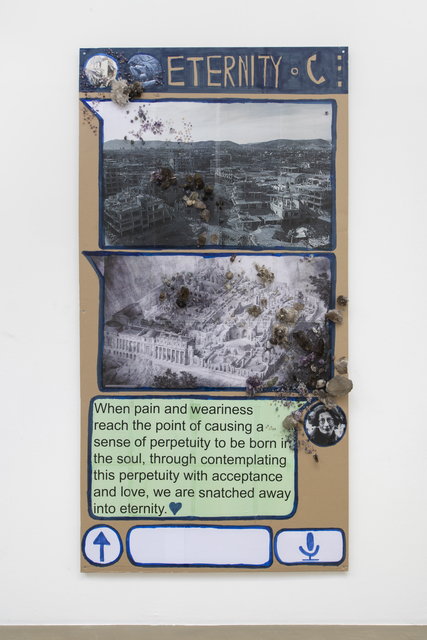 ETERNITY
When pain and weariness
reach the point of causing a
sense of perpetuity to be born in
the soul, through contemplating
this perpetuity with acceptance
and love, we are snatched away
into eternity.